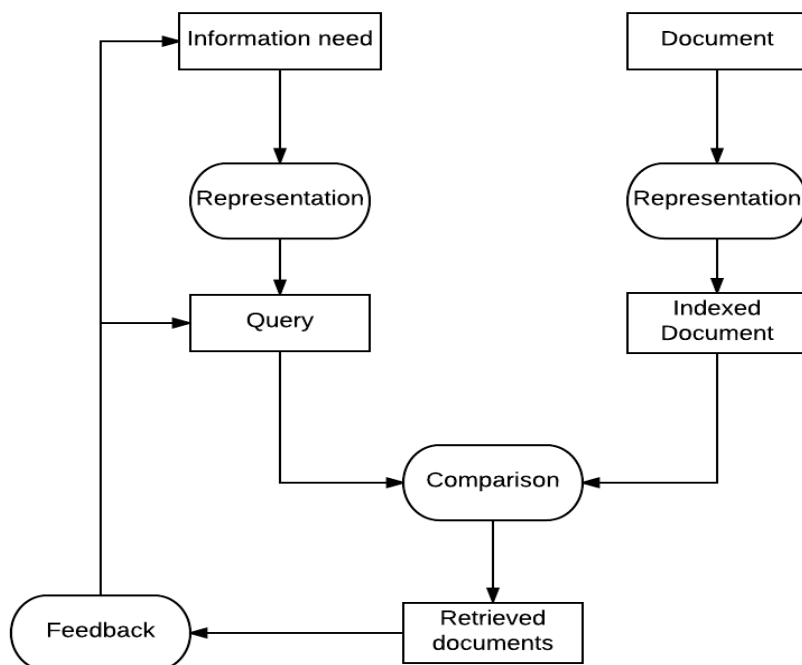 Information need
Document
Representation
Representation
Query
Indexed
Document
Comparison
Retrieved
documents
Feedback